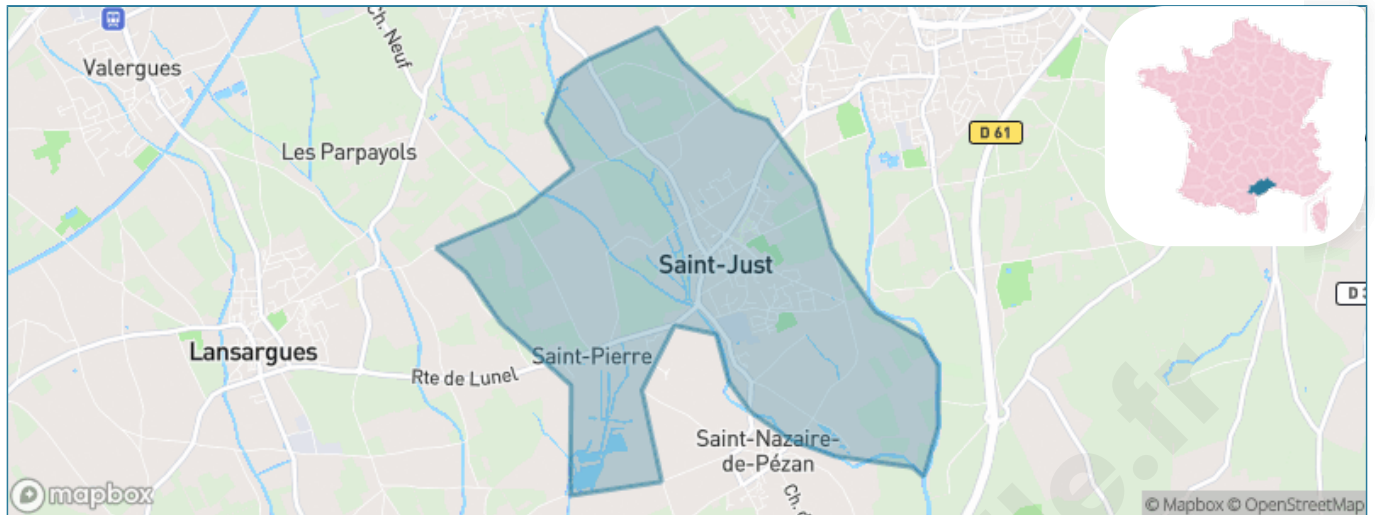 Valergues
Ch. Neuf
Les Parpayols
D 61
Saint-Just
D 3
Lansargues
Saint-Pierre
Rte de Lunel
Saint-Nazaire-
de-Pézan
Ch. d
mapbox
© Mapbox © OpenStreetMap